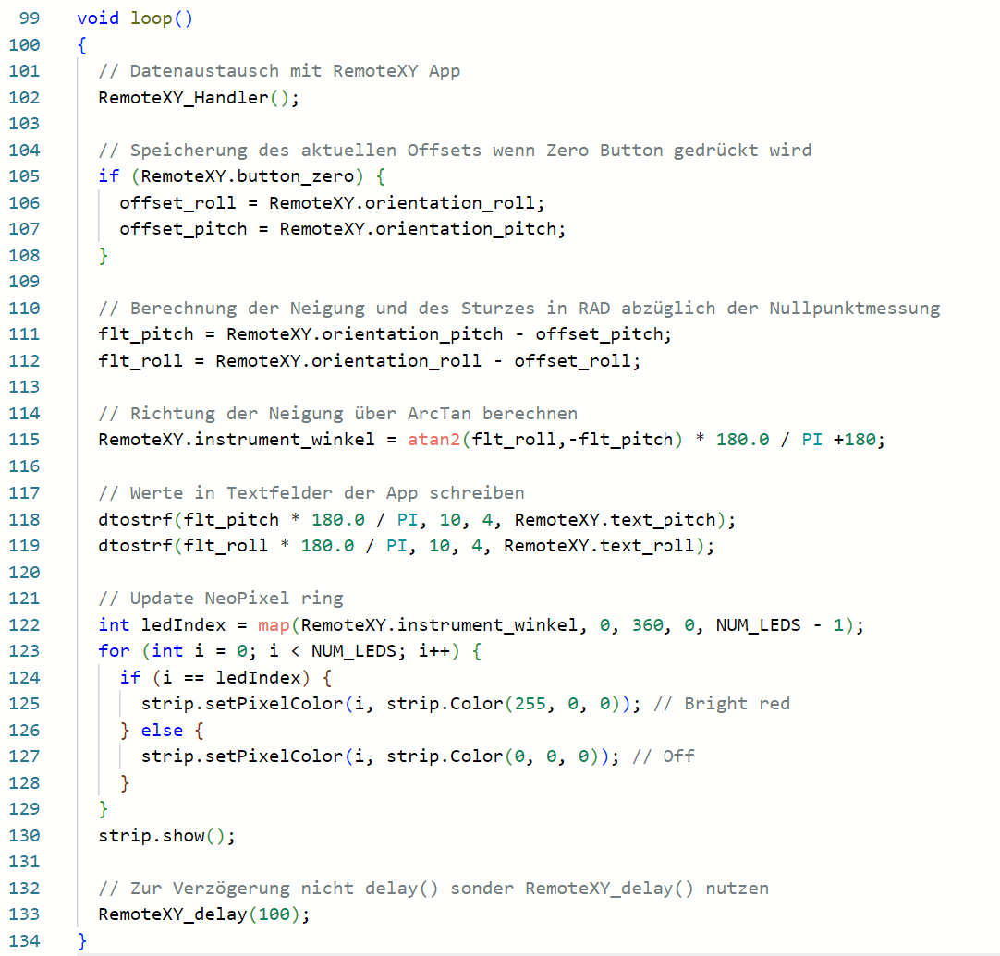 99 void loop()
100 {
101 // Datenaustausch mit RemoteXY App
102 RemoteXY_Handler();
103
104 // Speicherung des aktuellen Offsets wenn Zero Button gedrückt wird
105 if (RemoteXY.button_zero) {
106 offset_roll = RemoteXY.orientation_roll;
107 offset_pitch = RemoteXY.orientation_pitch;
108 }
109
110 // Berechnung der Neigung und des Sturzes in RAD abzüglich der Nullpunktmessung
111 flt_pitch = RemoteXY.orientation_pitch - offset_pitch;
112 flt_roll = RemoteXY.orientation_roll - offset_roll;
113
114 // Richtung der Neigung über ArcTan berechnen
115 RemoteXY.instrument_winkel = atan2(flt_roll,-flt_pitch) * 180.0 / PI +180;
116
117 // Werte in Textfelder der App schreiben
118 dtostrf(flt_pitch * 180.0 / PI, 10, 4, RemoteXY.text_pitch);
119 dtostrf(flt_roll * 180.0 / PI, 10, 4, RemoteXY.text_roll);
120
121 // Update NeoPixel ring
122 int ledIndex = map(RemoteXY.instrument_winkel, 0, 360, 0, NUM_LEDS - 1);
123 for (int i = 0; i < NUM_LEDS; i++) {
124 if (i == ledIndex) {
125 strip.setPixelColor(i, strip.Color(255, 0, 0)); // Bright red
126 } else {
127 strip.setPixelColor(i, strip.Color(0, 0, 0)); // Off
128 }
129 }
130 strip.show();
131
132 // Zur Verzögerung nicht delay() sonder RemoteXY_delay() nutzen
133 RemoteXY_delay(100);
134 }